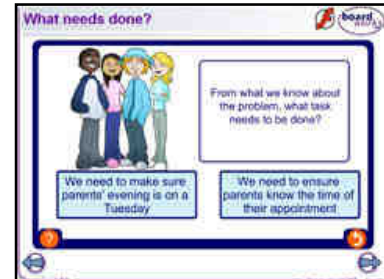 What needs done?
board
works
From what we know about
the problem, what task
needs to be done?
We need to make sure
parents' evening is on a
Tuesday
We need to ensure
parents know the time of
their appointment
?